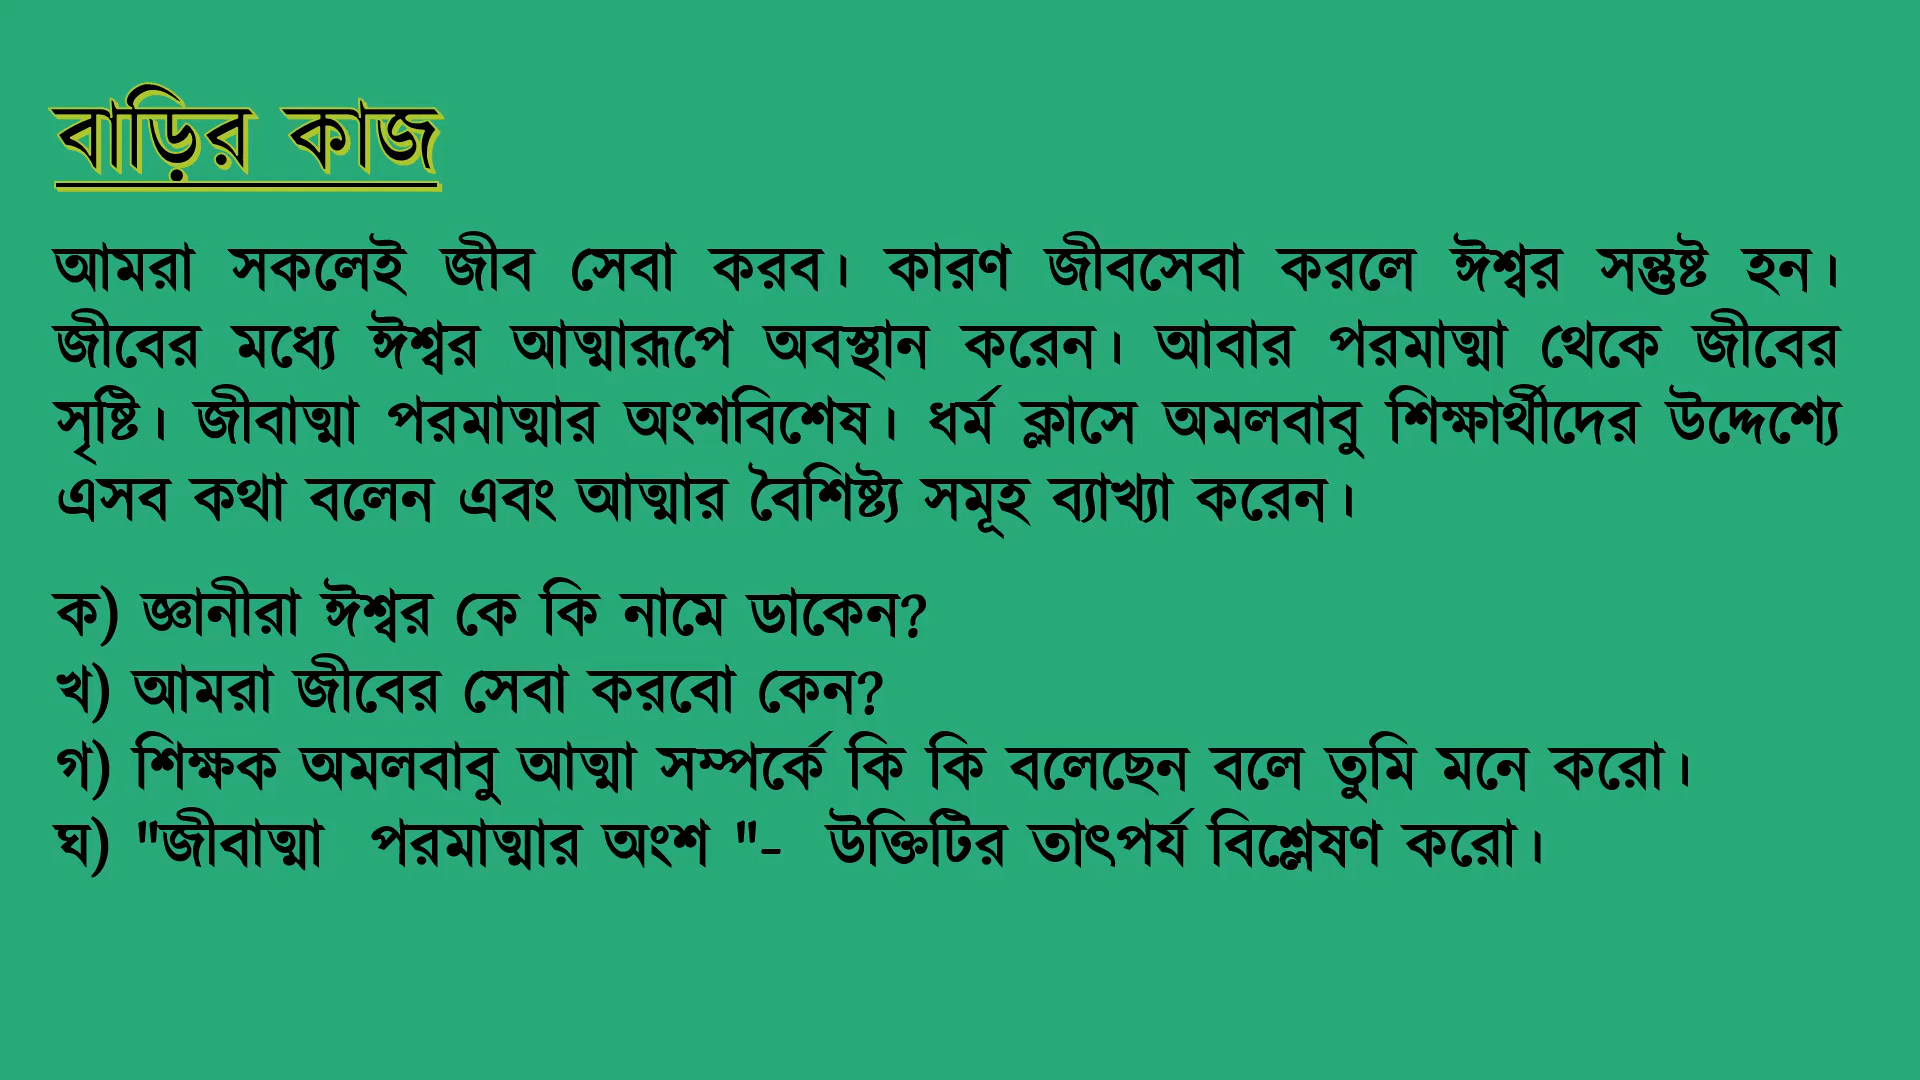 বাড়ির কাজ
আমরা সকলেই জীব সেবা করব। কারণ জীবসেবা করলে ঈশ্বর সন্তুষ্ট হন।
জীবের মধ্যে ঈশ্বর আত্মারূপে অবস্থান করেন। আবার পরমাত্মা থেকে জীবের
সৃষ্টি। জীবাত্মা পরমাত্মার অংশবিশেষ। ধর্ম ক্লাসে অমলবাবু শিক্ষার্থীদের উদ্দেশ্যে
এসব কথা বলেন এবং আত্মার বৈশিষ্ট্য সমূহ ব্যাখ্যা করেন।
ক) জ্ঞানীরা ঈশ্বর কে কি নামে ডাকেন?
খ) আমরা জীবের সেবা করবো কেন?
গ) শিক্ষক অমলবাবু আত্মা সম্পর্কে কি কি বলেছেন বলে তুমি মনে করো।
ঘ) "জীবাত্মা  পরমাত্মার অংশ "-  উক্তিটির তাৎপর্য বিশ্লেষণ করো।